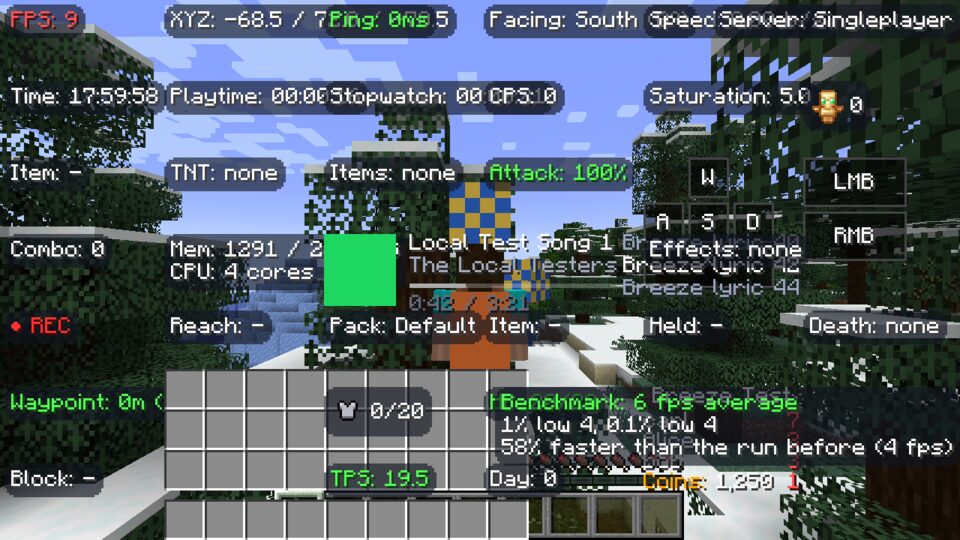 FPS: 9
XYZ: -68.5 / 7
Ping: 0ms 5
Facing: South
Speed
Server: Singleplayer
Time: 17:59:58
Playtime: 00:00
Stopwatch: 00
CPS: 0
Saturation: 5.0
0
Item: -
TNT: none
Items: none
Attack: 100%
W
LMB
A S D
RMB
Combo: 0
Mem: 1291 / 2
CPU: 4 cores
Local Test Song 1
The Local Testers
0:42 / 3:21
Effects: none
Breeze lyric 42
Breeze lyric 44
● REC
Reach: -
Pack: Default
Item: -
Held: -
Death: none
Waypoint: 0m (
0/20
Breeze Test
Benchmark: 6 fps average
1% low 4, 0.1% low 4
58% faster than the run before (4 fps)
Block: -
TPS: 19.5
Day: 0
Coins: 1,250
1